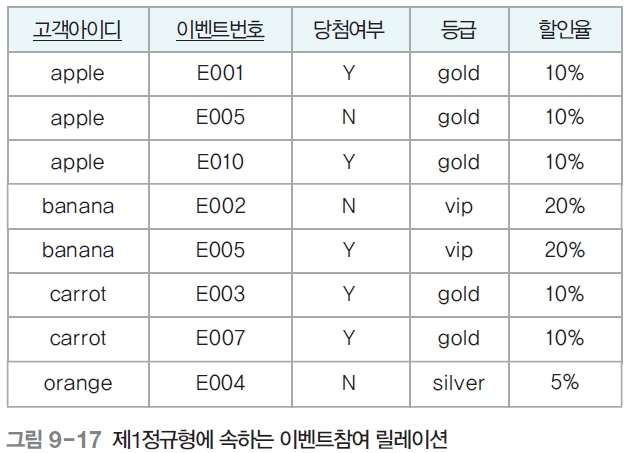 고객아이디 이벤트번호 당첨여부 등급 할인율
apple E001 Y gold 10%
apple E005 N gold 10%
apple E010 Y gold 10%
banana E002 N vip 20%
banana E005 Y vip 20%
carrot E003 Y gold 10%
carrot E007 Y gold 10%
orange E004 N silver 5%
그림 9-17 제1정규형에 속하는 이벤트참여 릴레이션